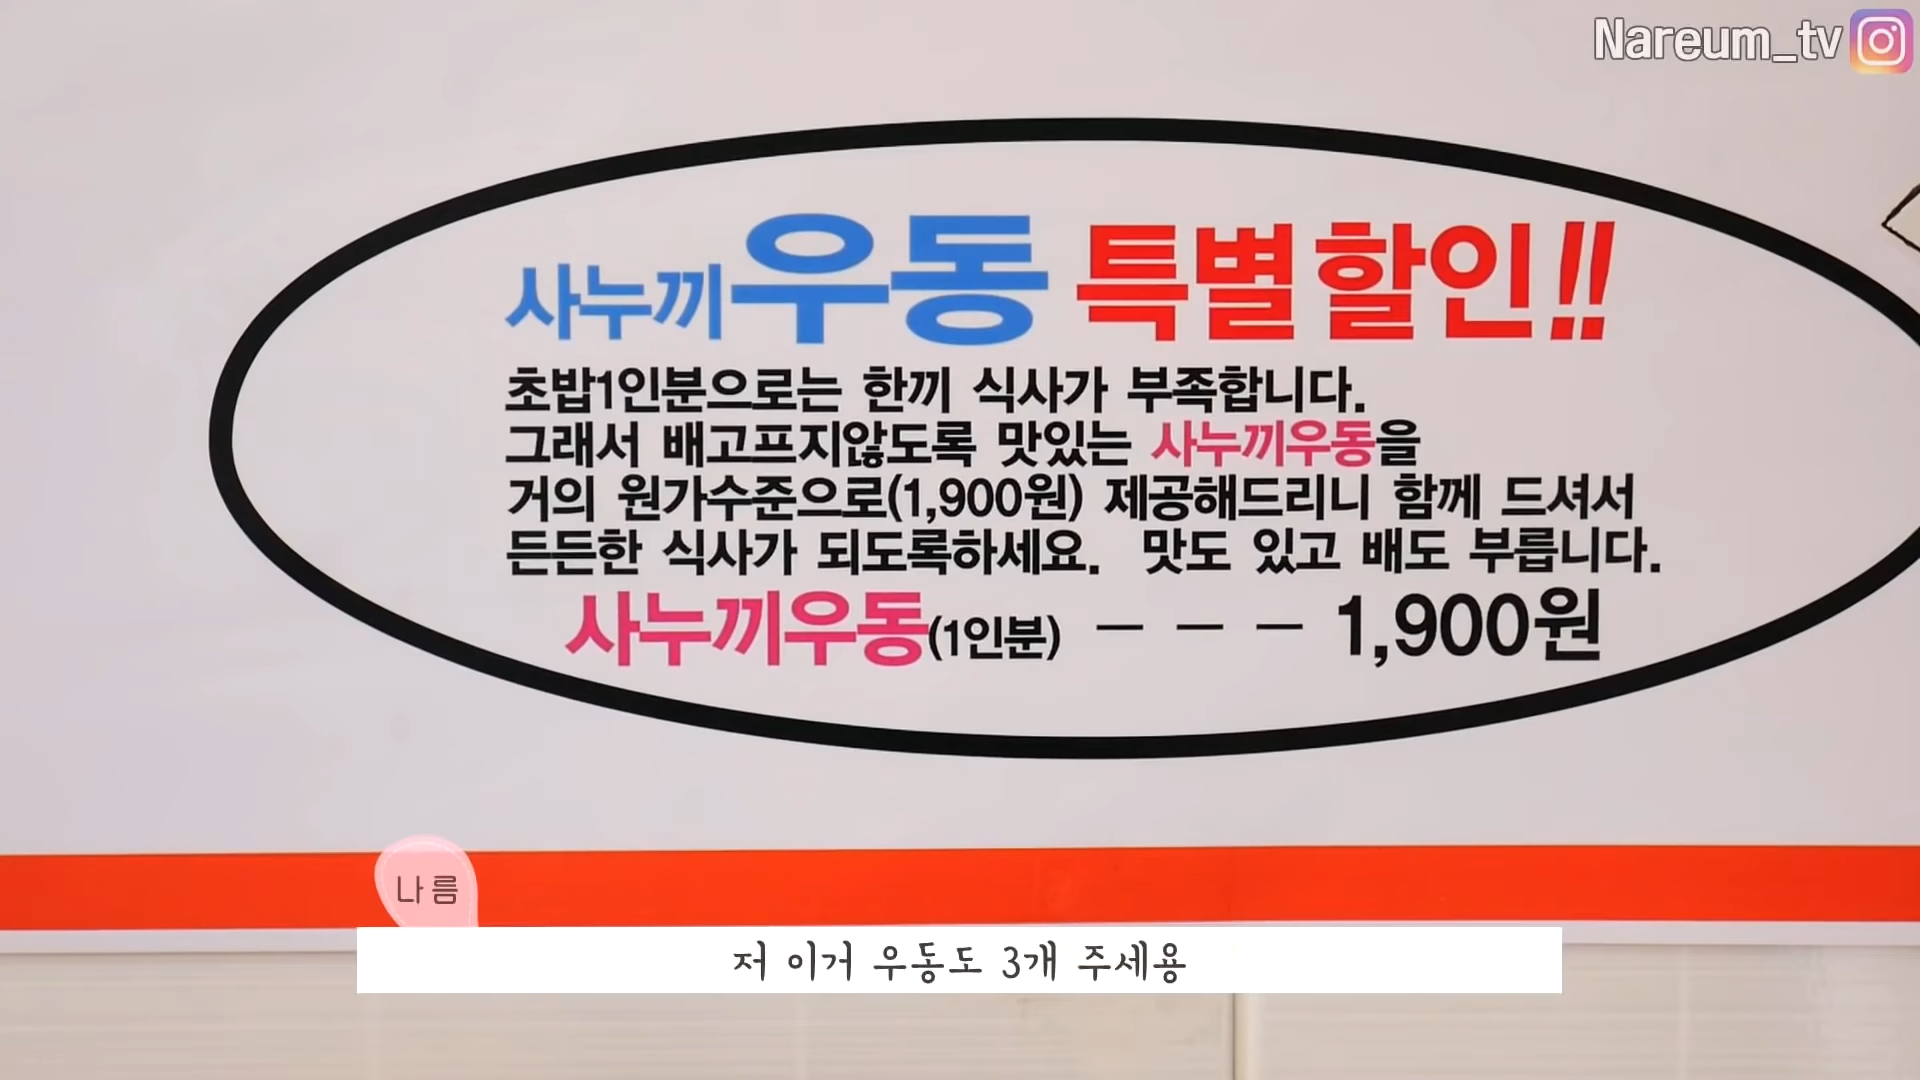 Nareum_tv
사누끼우동 특별할인!!
초밥1인분으로는 한끼 식사가 부족합니다.
그래서 배고프지않도록 맛있는 사누끼우동을
거의 원가수준으로(1,900원) 제공해드리니 함께 드셔서
든든한 식사가 되도록하세요. 맛도 있고 배도 부릅니다.
사누끼우동(1인분) - - - 1,900원
나름
저 이거 우동도 3개 주세용